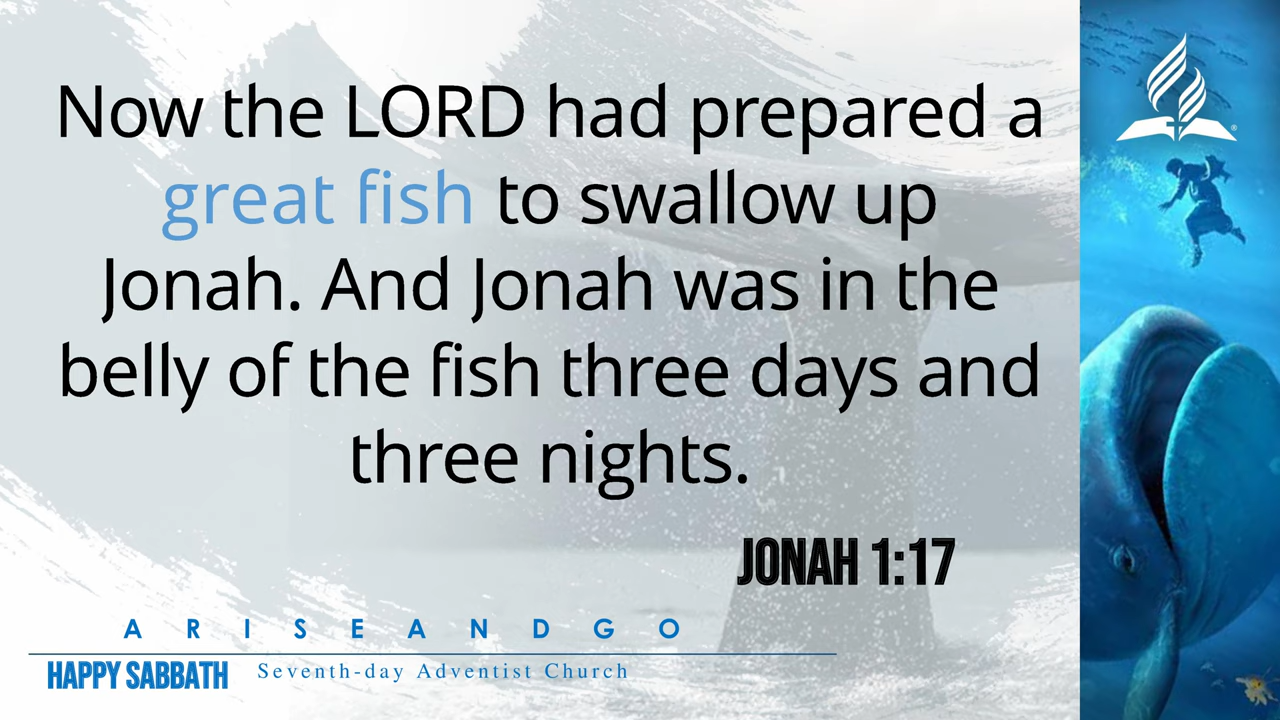 Now the LORD had prepared a
great fish to swallow up
Jonah. And Jonah was in the
belly of the fish three days and
three nights.
JONAH 1:17
ARISEANDGO
HAPPY SABBATH Seventh-day Adventist Church